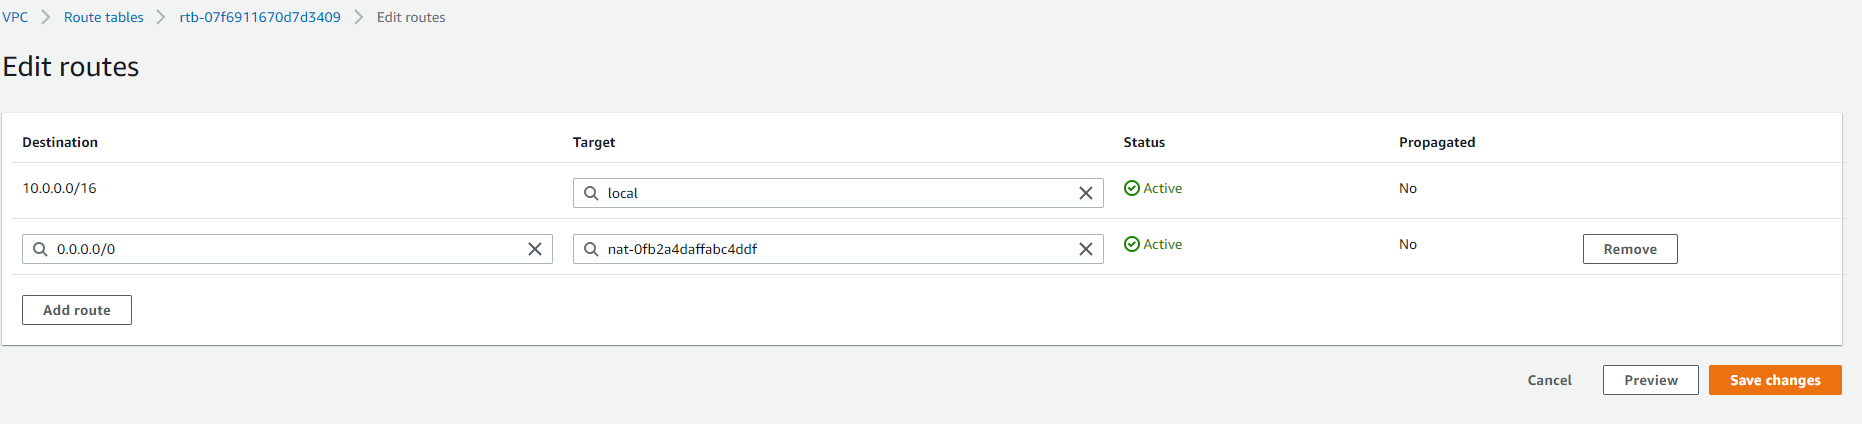 VPC > Route tables > rtb-07f6911670d7d3409 > Edit routes
Edit routes
Destination Target Status Propagated
10.0.0.0/16 local Active No
0.0.0.0/0 nat-0fb2a4daffabc4ddf Active No Remove
Add route
Cancel Preview Save changes